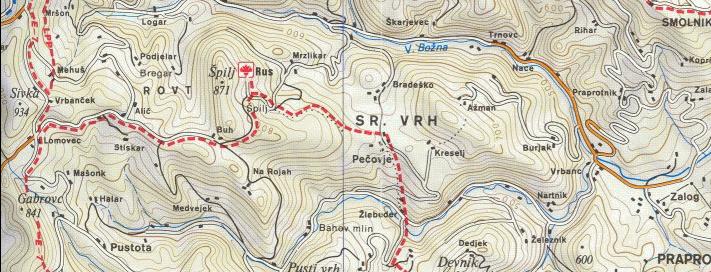 Mršon
Logar
Škarjevec
V. Božna
Trnovc
Rihar
SMOLNIK
Nace
Podjelar
Bregar
Mrzlikar
Mehuš
Špilj
871
Rus
ROVT
Bradeško
Praprotnik
Sivka
934
Vrbanček
Alič
Špilj
Ažman
SR. VRH
Buh
Lomovec
Stiskar
Pečovje
Kreselj
Burjak
Vrbanc
Mašonk
Na Rojah
Gabrovc
841
Halar
Medvejek
Žlebeder
Nartnik
Zalog
Bahov mlin
Pustota
Dedjek
Železnik
Pusti vrh
Devnik
600
PRAPRO